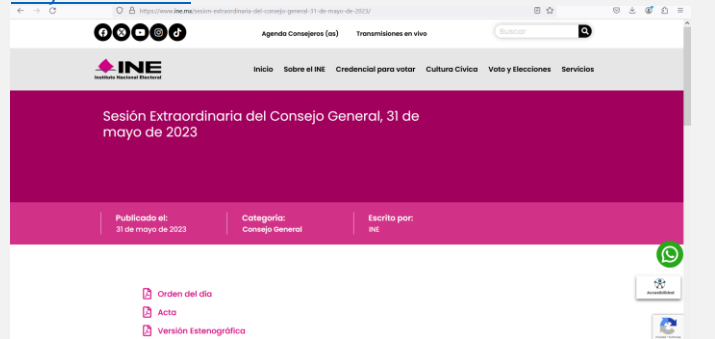 https://www.ine.mx/sesion-extraordinaria-del-consejo-general-31-de-mayo-de-2023/
Agenda Consejeros (as) Transmisiones en vivo Buscar
INE
Instituto Nacional Electoral
Inicio Sobre el INE Credencial para votar Cultura Cívica Voto y Elecciones Servicios
Sesión Extraordinaria del Consejo General, 31 de
mayo de 2023
Publicado el: Categoría: Escrito por:
31 de mayo de 2023 Consejo General INE
Accesibilidad
Orden del día
Acta
Versión Estenográfica